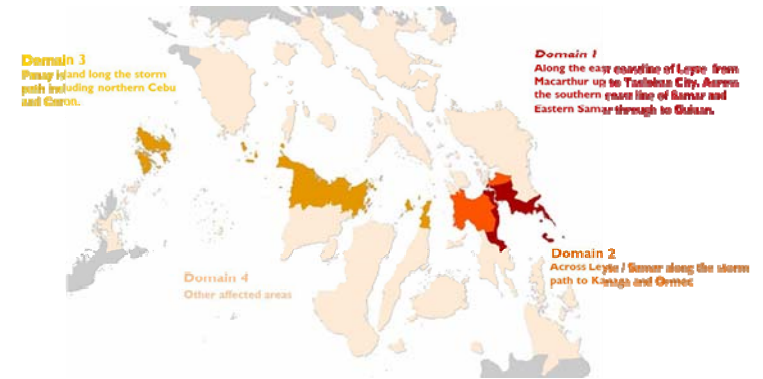 Domain 3
Panay island long the storm
path including northern Cebu
and Coron.
Domain 1
Along the east coastline of Leyte from
Macarthur up to Tacloban City. Across
the southern coast line of Samar and
Eastern Samar through to Guiuan.
Domain 2
Across Leyte / Samar along the storm
path to Kananga and Ormoc
Domain 4
Other affected areas